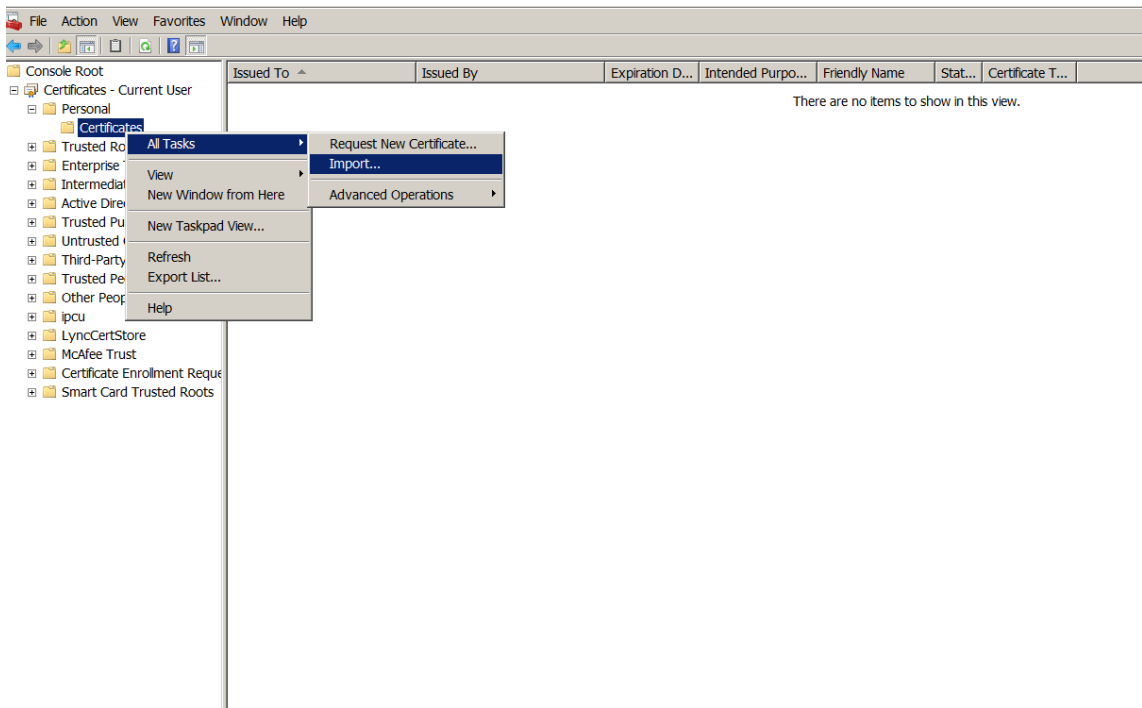 File Action View Favorites Window Help
Console Root
Certificates - Current User
Personal
Certificates
Trusted Ro
Enterprise
Intermediat
Active Dire
Trusted Pu
Untrusted
Third-Party
Trusted Pe
Other Peop
ipcu
LyncCertStore
McAfee Trust
Certificate Enrollment Reque
Smart Card Trusted Roots
All Tasks
View
New Window from Here
New Taskpad View...
Refresh
Export List...
Help
Request New Certificate...
Import...
Advanced Operations
Issued To Issued By Expiration D... Intended Purpo... Friendly Name Stat... Certificate T...
There are no items to show in this view.